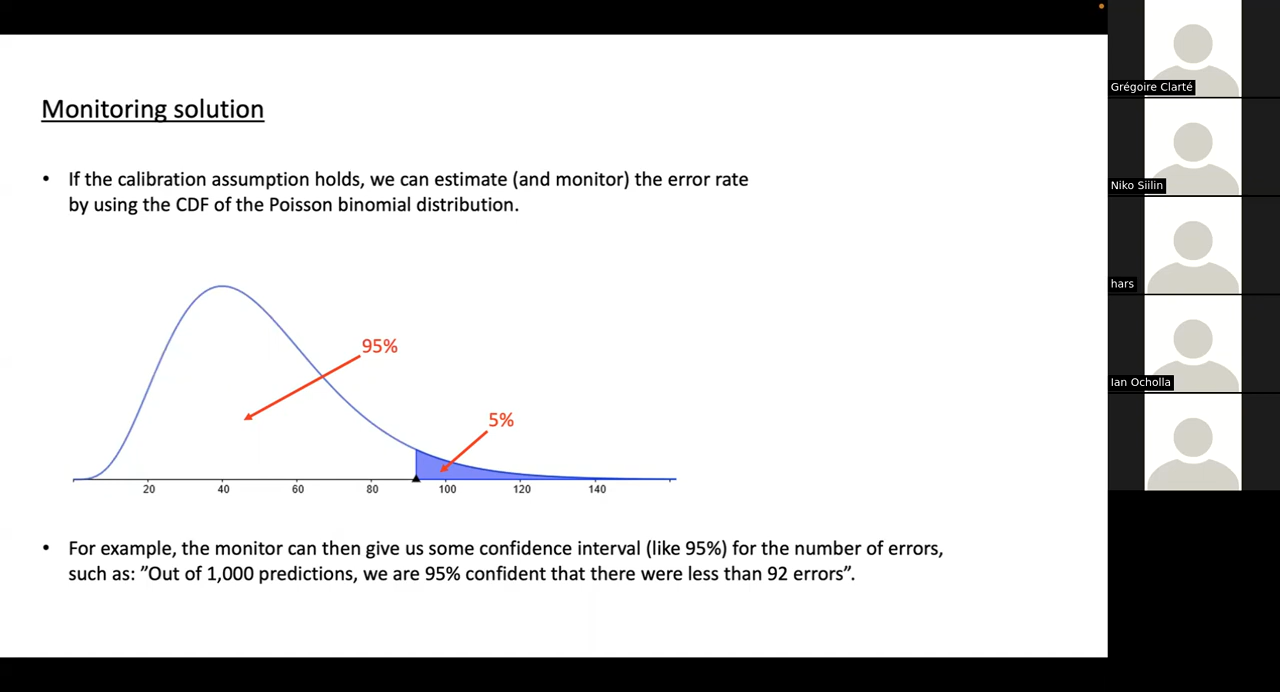 Monitoring solution
• If the calibration assumption holds, we can estimate (and monitor) the error rate
by using the CDF of the Poisson binomial distribution.
95%
5%
20 40 60 80 100 120 140
• For example, the monitor can then give us some confidence interval (like 95%) for the number of errors,
such as: ”Out of 1,000 predictions, we are 95% confident that there were less than 92 errors”.
Grégoire Clarté
Niko Siilin
hars
Ian Ocholla